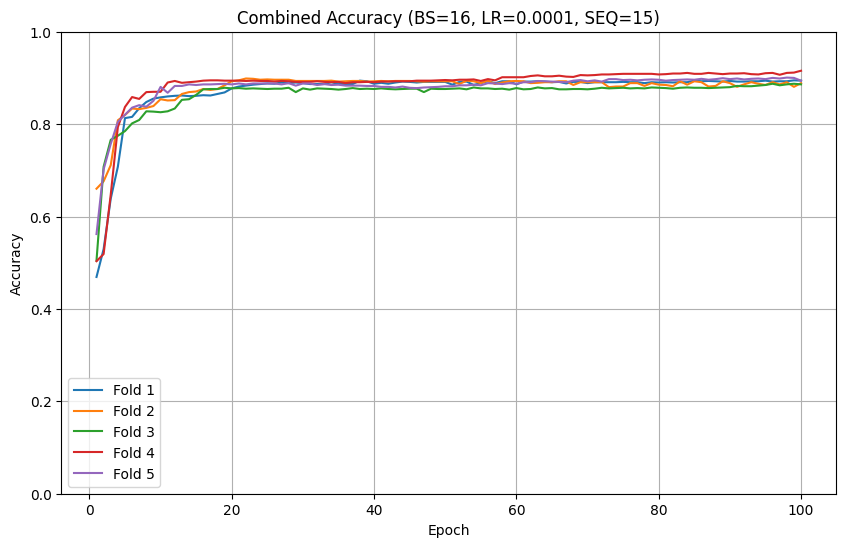 Combined Accuracy (BS=16, LR=0.0001, SEQ=15)
1.0
0.8
0.6
0.4
0.2
0.0
Accuracy
Fold 1
Fold 2
Fold 3
Fold 4
Fold 5
0 20 40 60 80 100
Epoch